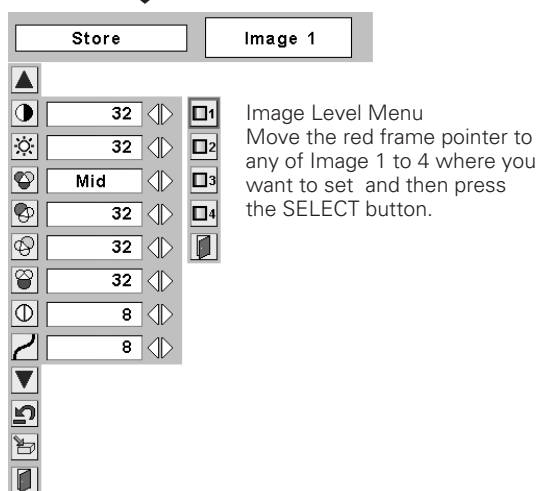 Store Image 1
32 1
32 2
Mid 3
32 4
32
32
8
8
Image Level Menu
Move the red frame pointer to
any of Image 1 to 4 where you
want to set and then press
the SELECT button.